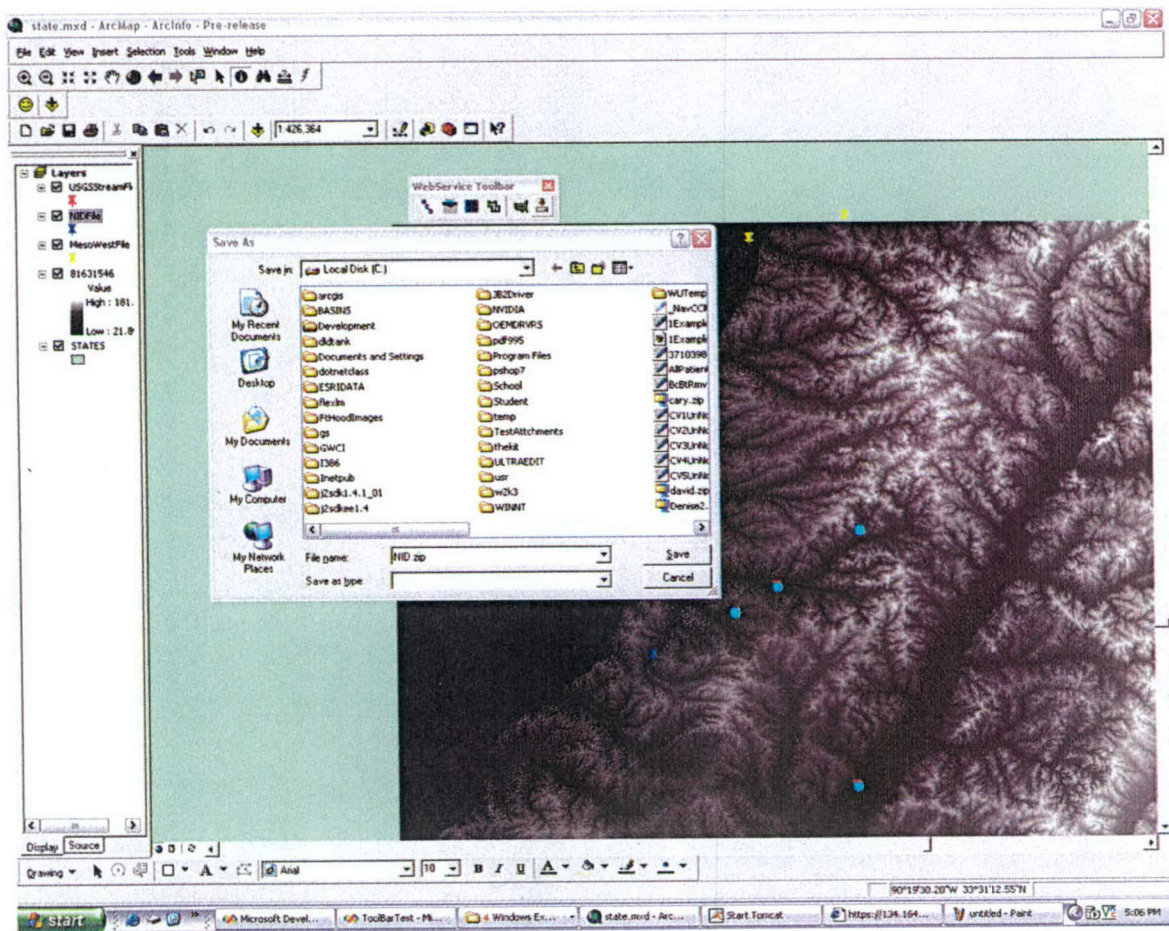 state.mxd - ArcMap - ArcInfo - Pre-release
File Edit View Insert Selection Tools Window Help
1:426,364
Layers
USGSStreamFl
NIDFile
MesoWestFile
81631546
Value
High : 181.
Low : 21.8
STATES
WebService Toolbar
Save As
Save in: Local Disk (C:)
My Recent Documents
Desktop
My Documents
My Computer
My Network Places
arcgis
BASINS
Development
dldtank
Documents and Settings
dotnetclass
ESRIDATA
flexlm
FtHoodImages
gs
GWCI
I386
Inetpub
j2sdk1.4.1_01
j2sdkee1.4
JB2Driver
NVIDIA
OEMDRVRS
pdf995
Program Files
pshop7
School
Student
temp
TestAttchments
thekit
ULTRAEDIT
usr
w2k3
WINNT
WUTemp
_NavCC
1Example
1Example
3710398
AllPatient
BcBtRmv
cary.zip
CV1UnNo
CV2UnNo
CV3UnNo
CV4UnNo
CV5UnNo
david.zip
Denise2.
File name: NID.zip Save
Save as type: Cancel
Display Source
Drawing A Arial 10 B I U A
90°19'30.20"W 33°31'12.55"N
start Microsoft Devel... ToolBarTest - Mi... 4 Windows Ex... state.mxd - Arc... Start Tomcat https://134.164... untitled - Paint 5:06 PM